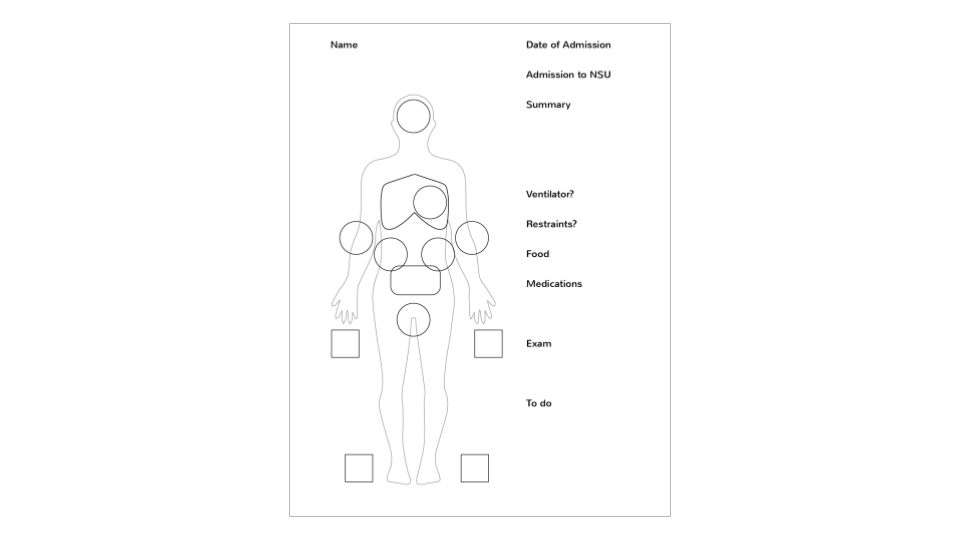 Name
Date of Admission
Admission to NSU
Summary
Ventilator?
Restraints?
Food
Medications
Exam
To do